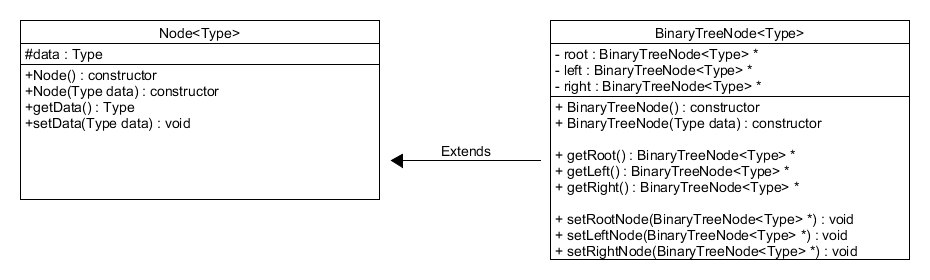 Node<Type>
#data : Type
+Node() : constructor
+Node(Type data) : constructor
+getData() : Type
+setData(Type data) : void
Extends
BinaryTreeNode<Type>
- root : BinaryTreeNode<Type> *
- left : BinaryTreeNode<Type> *
- right : BinaryTreeNode<Type> *
+ BinaryTreeNode() : constructor
+ BinaryTreeNode(Type data) : constructor
+ getRoot() : BinaryTreeNode<Type> *
+ getLeft() : BinaryTreeNode<Type> *
+ getRight() : BinaryTreeNode<Type> *
+ setRootNode(BinaryTreeNode<Type> *) : void
+ setLeftNode(BinaryTreeNode<Type> *) : void
+ setRightNode(BinaryTreeNode<Type> *) : void